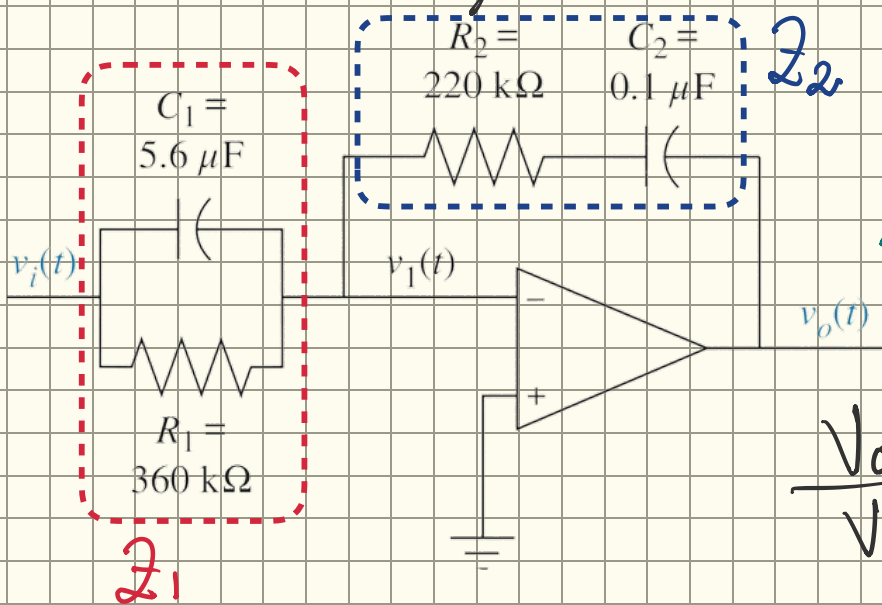 R₂ =
220 kΩ
C₂ =
0.1 μF
Z₂
C₁ =
5.6 μF
vᵢ(t)
v₁(t)
−
+
vₒ(t)
R₁ =
360 kΩ
Z₁
V
V